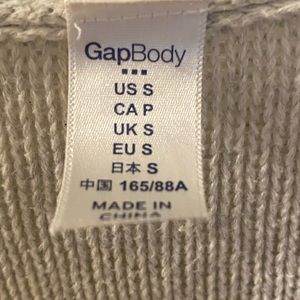 GapBody
US S
CA P
UK S
EU S
日本 S
中国 165/88A
MADE IN
CHINA